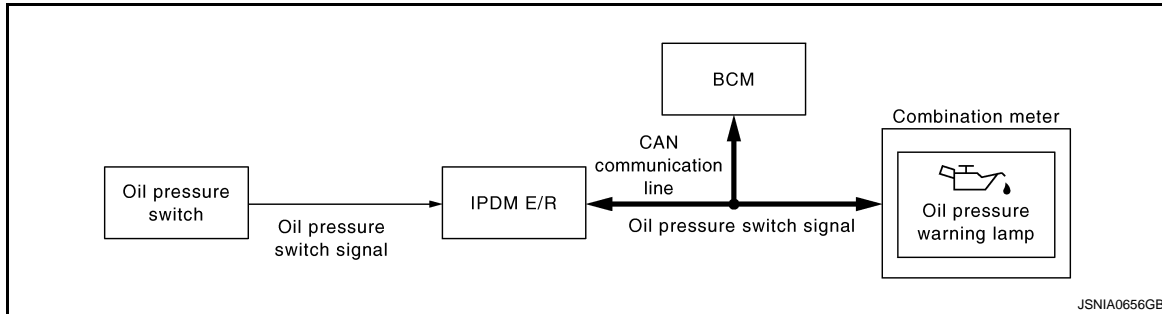 BCM
Combination meter
CAN
communication
line
Oil pressure
switch
IPDM E/R
Oil pressure
warning lamp
Oil pressure
switch signal
Oil pressure switch signal
JSNIA0656GB